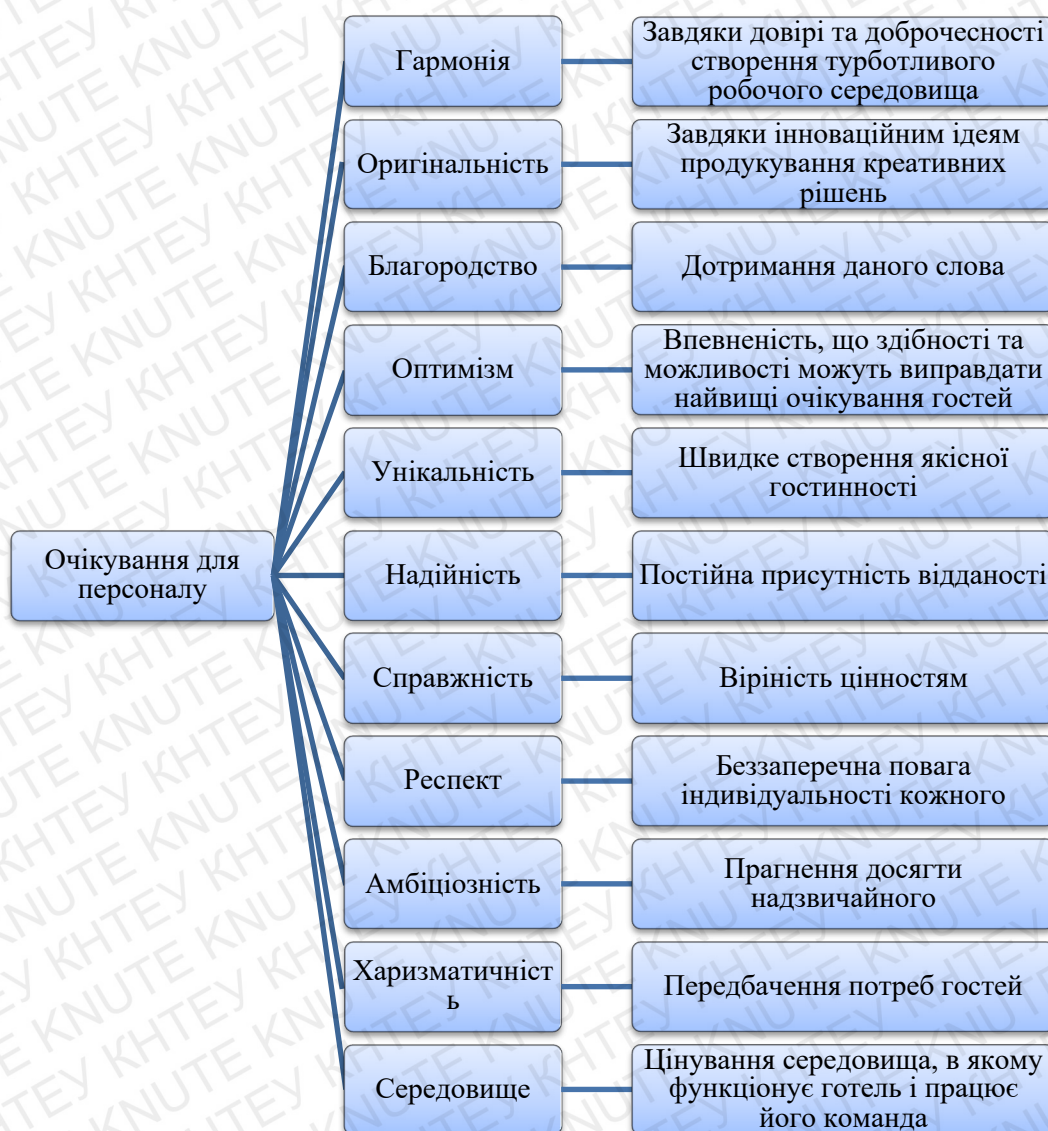 Очікування для
персоналу
Гармонія
Завдяки довірі та доброчесності
створення турботливого
робочого середовища
Оригінальність
Завдяки інноваційним ідеям
продукування креативних
рішень
Благородство
Дотримання даного слова
Оптимізм
Впевненість, що здібності та
можливості можуть виправдати
найвищі очікування гостей
Унікальність
Швидке створення якісної
гостинності
Надійність
Постійна присутність відданості
Справжність
Віріність цінностям
Респект
Беззаперечна повага
індивідуальності кожного
Амбіціозність
Прагнення досягти
надзвичайного
Харизматичніст
ь
Передбачення потреб гостей
Середовище
Цінування середовища, в якому
функціонує готель і працює
його команда